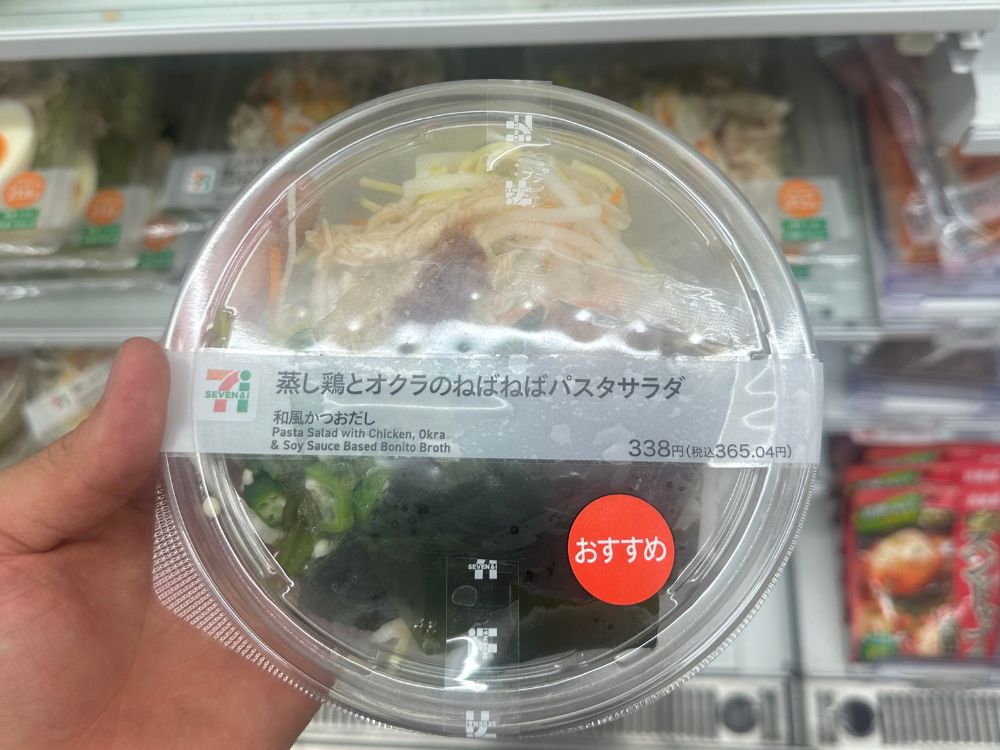 SEVEN&i
蒸し鶏とオクラのねばねばパスタサラダ
和風かつおだし
Pasta Salad with Chicken, Okra
& Soy Sauce Based Bonito Broth
338円(税込365.04円)
おすすめ
SEVEN&i